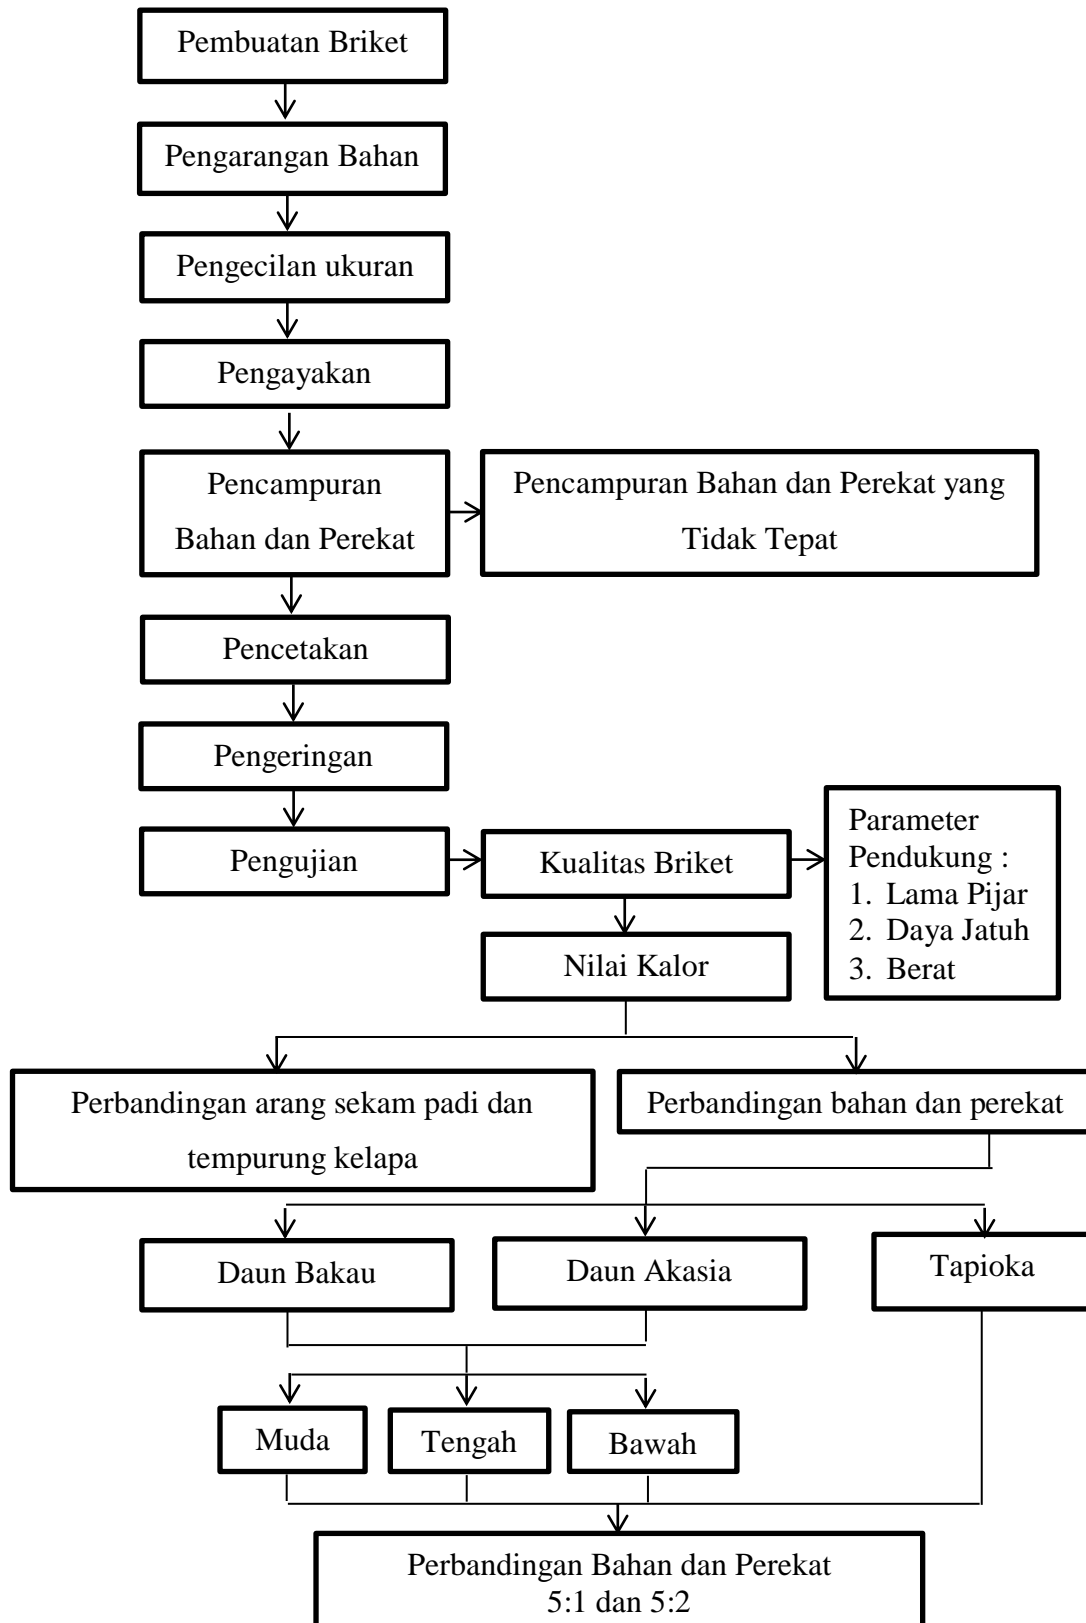 Pembuatan Briket
Pengarangan Bahan
Pengecilan ukuran
Pengayakan
Pencampuran
Bahan dan Perekat
Pencampuran Bahan dan Perekat yang
Tidak Tepat
Pencetakan
Pengeringan
Pengujian
Kualitas Briket
Parameter
Pendukung :
1. Lama Pijar
2. Daya Jatuh
3. Berat
Nilai Kalor
Perbandingan arang sekam padi dan
tempurung kelapa
Perbandingan bahan dan perekat
Daun Bakau
Daun Akasia
Tapioka
Muda
Tengah
Bawah
Perbandingan Bahan dan Perekat
5:1 dan 5:2